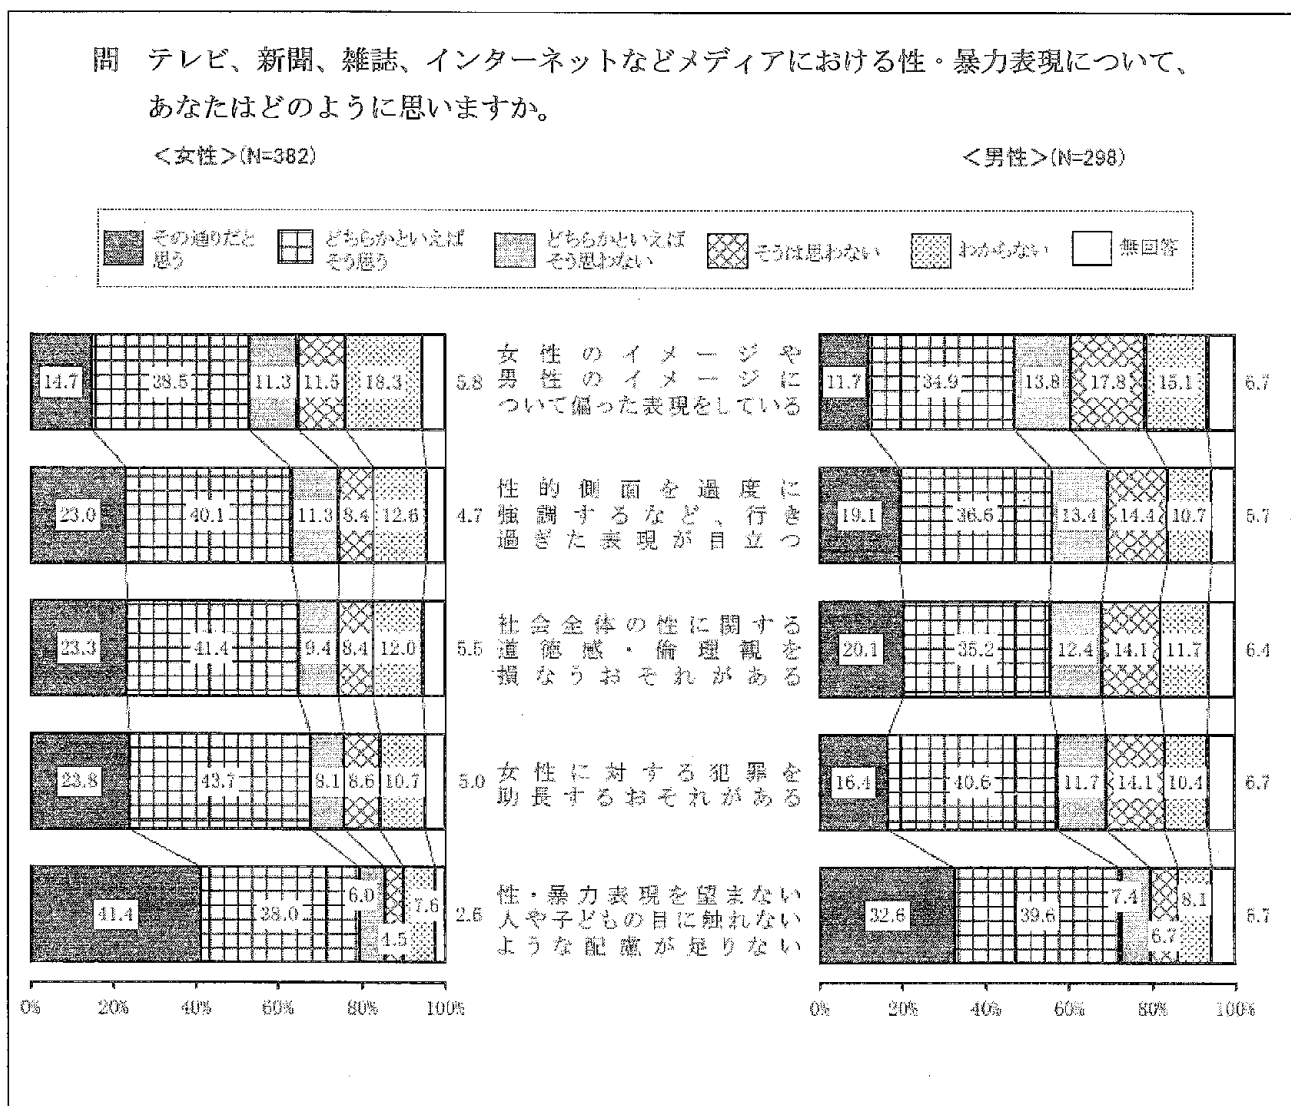 問 テレビ、新聞、雑誌、インターネットなどメディアにおける性・暴力表現について、
あなたはどのように思いますか。
＜女性＞(N=382)
＜男性＞(N=298)
その通りだと
思う
どちらかといえば
そう思う
どちらかといえば
そう思わない
そうは思わない
わからない
無回答
14.7 38.5 11.3 11.5 18.3 5.8
女性のイメージや
男性のイメージに
ついて偏った表現をしている
11.7 34.9 13.8 17.8 15.1 6.7
23.0 40.1 11.3 8.4 12.6 4.7
性的側面を過度に
強調するなど、行き
過ぎた表現が目立つ
19.1 36.6 13.4 14.4 10.7 5.7
23.3 41.4 9.4 8.4 12.0 5.5
社会全体の性に関する
道徳感・倫理観を
損なうおそれがある
20.1 35.2 12.4 14.1 11.7 6.4
23.8 43.7 8.1 8.6 10.7 5.0
女性に対する犯罪を
助長するおそれがある
16.4 40.6 11.7 14.1 10.4 6.7
41.4 38.0 6.0 4.5 7.6
性・暴力表現を望まない
人や子どもの目に触れない
ような配慮が足りない
32.6 39.6 7.4 6.7 8.1 5.7
0% 20% 40% 60% 80% 100%
0% 20% 40% 60% 80% 100%